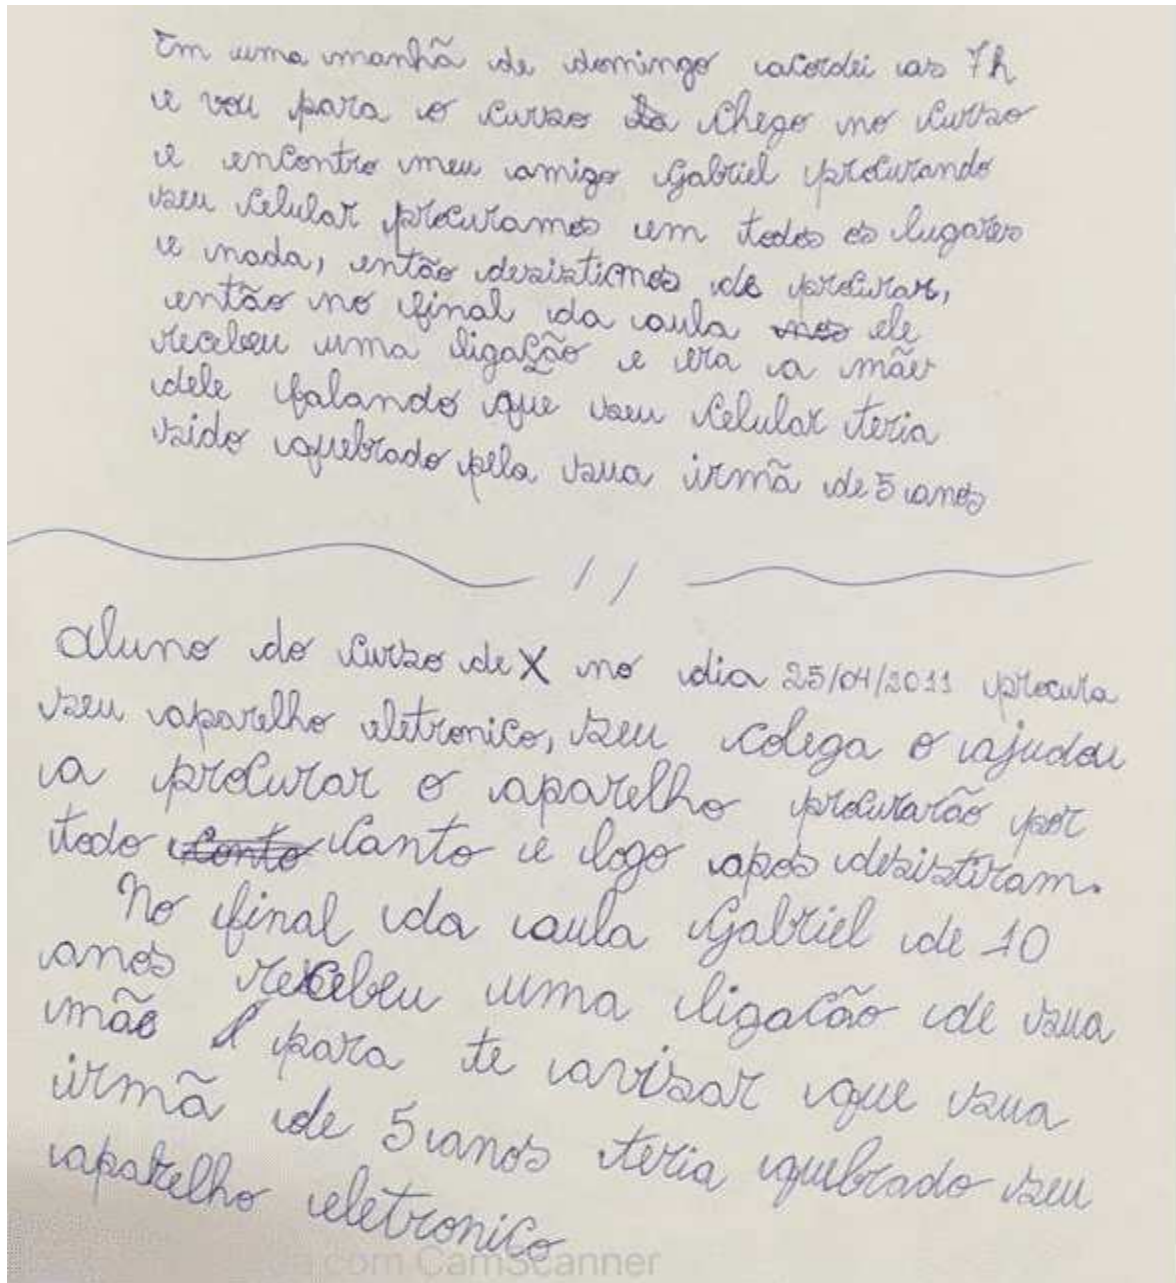 Em uma manhã de domingo acordei as 7h
e vou para o curso chego no curso
e encontro meu amigo Gabriel procurando
seu celular procuramos em todos os lugares
e nada, então desistimos de procurar,
então no final da aula ele
recebeu uma ligação e era a mãe
dele falando que seu celular teria
sido quebrado pela sua irmã de 5 anos
//
Aluno do curso de X no dia 25/04/2011 procura
seu aparelho eletronico, seu colega o ajudou
a procurar o aparelho procurarão por
todo canto e logo apos desistiram.
No final da aula Gabriel de 10
anos recebeu uma ligacão de sua
mãe para te avisar que sua
irmã de 5 anos teria quebrado seu
aparelho eletronico
com CamScanner